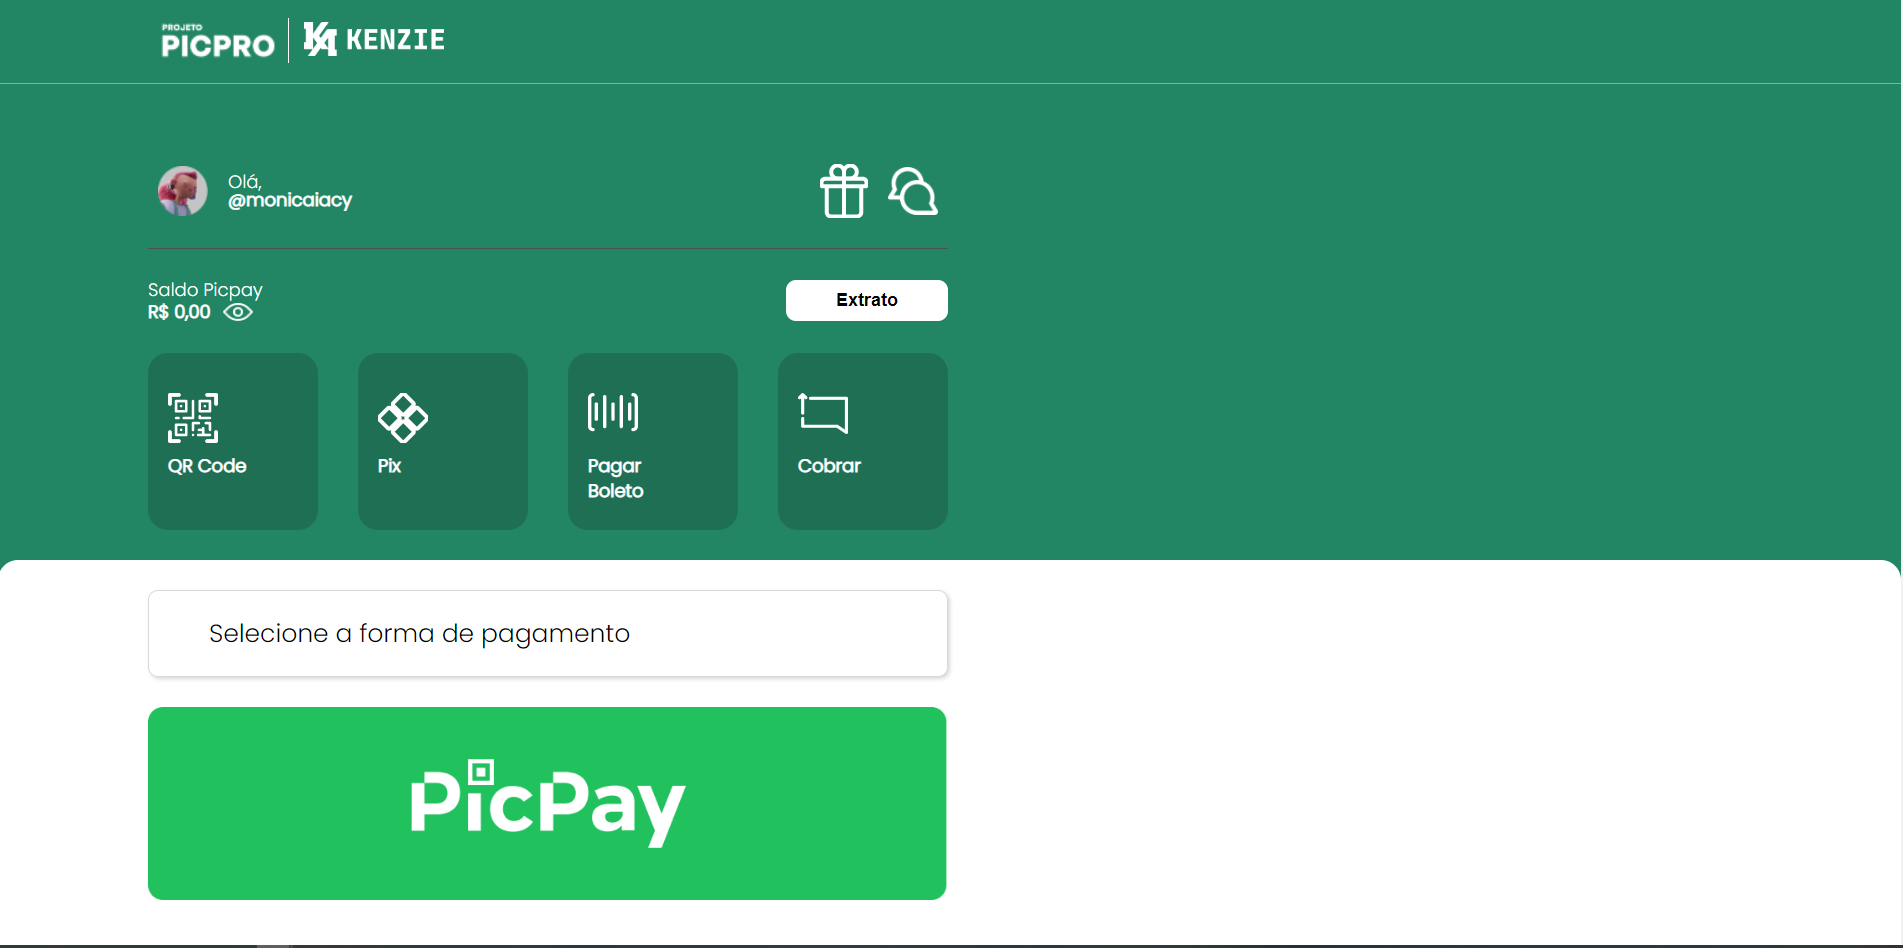 PROJETO
PICPRO
KA KENZIE
Olá,
@monicaiacy
Saldo Picpay
R$ 0,00
Extrato
QR Code
Pix
Pagar
Boleto
Cobrar
Selecione a forma de pagamento
PicPay